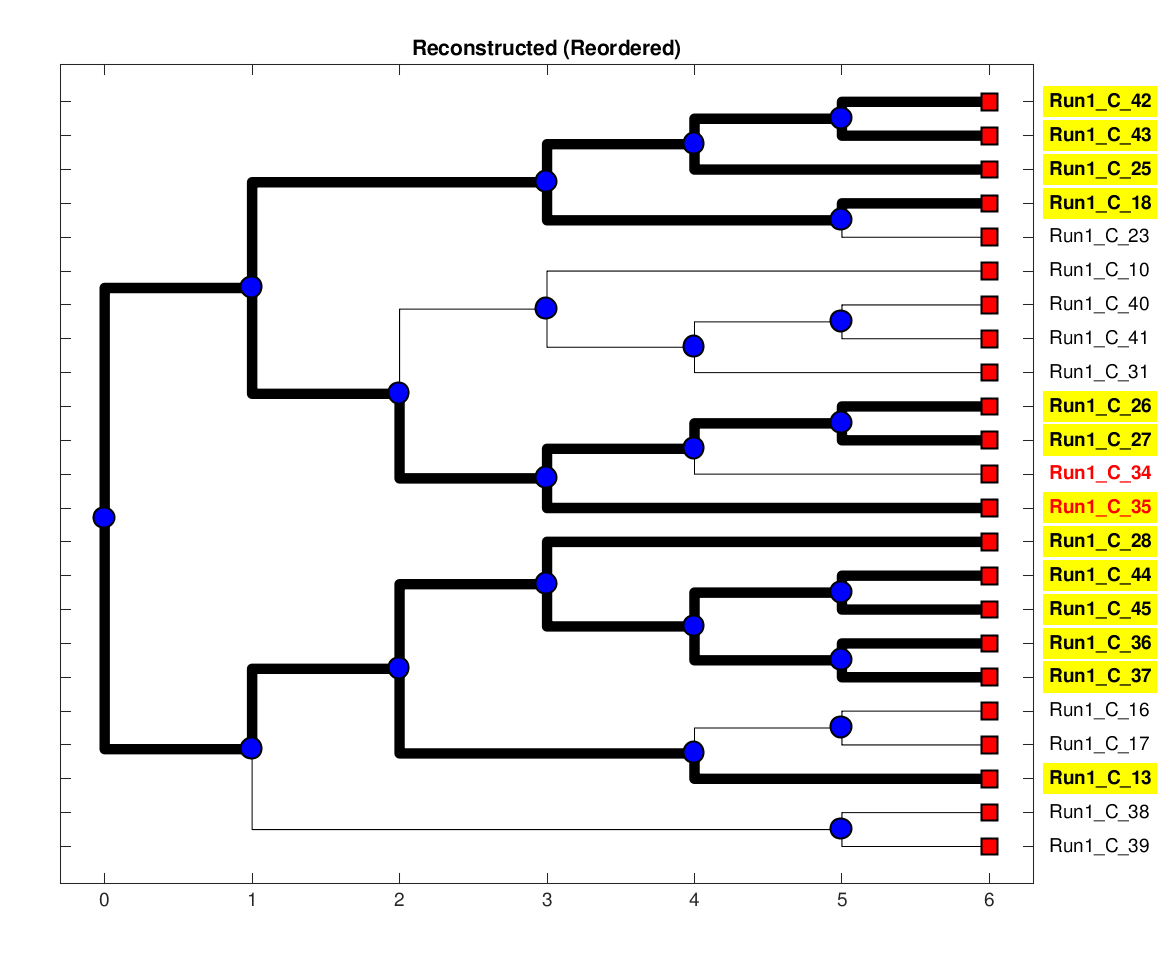 Reconstructed (Reordered)
Run1_C_42
Run1_C_43
Run1_C_25
Run1_C_18
Run1_C_23
Run1_C_10
Run1_C_40
Run1_C_41
Run1_C_31
Run1_C_26
Run1_C_27
Run1_C_34
Run1_C_35
Run1_C_28
Run1_C_44
Run1_C_45
Run1_C_36
Run1_C_37
Run1_C_16
Run1_C_17
Run1_C_13
Run1_C_38
Run1_C_39
0 1 2 3 4 5 6